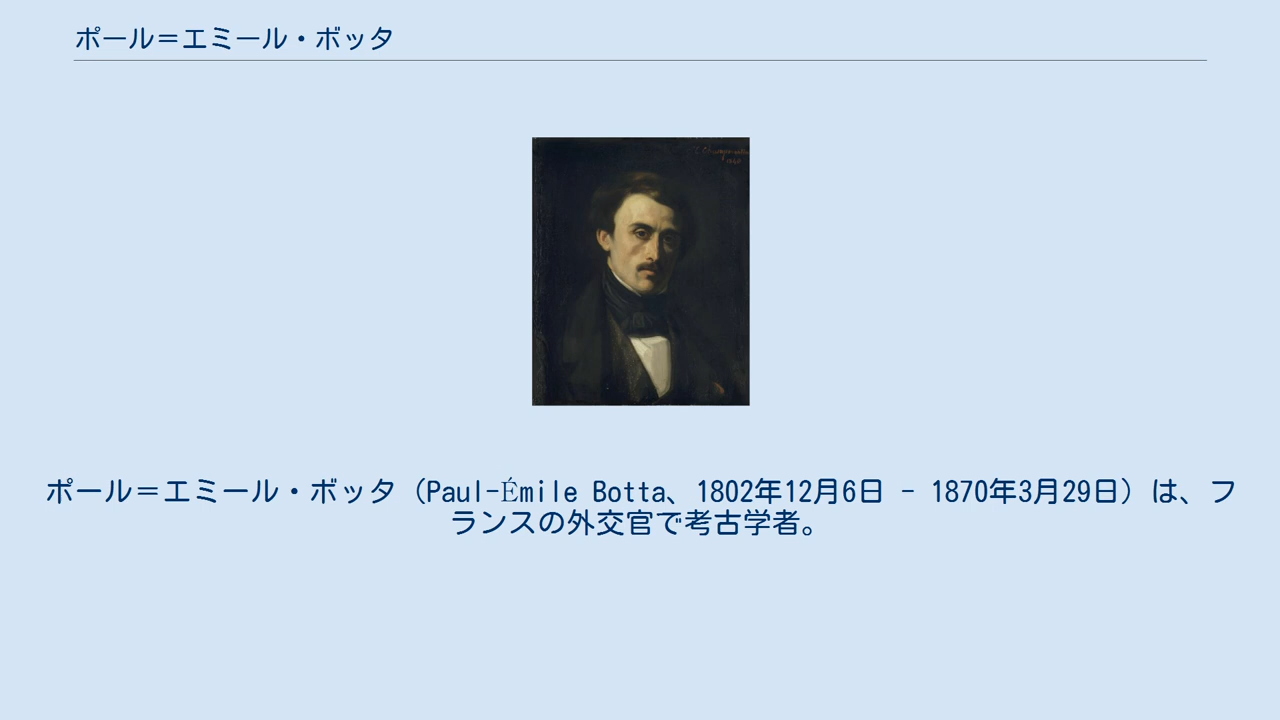 ポール＝エミール・ボッタ
ポール＝エミール・ボッタ（Paul-Émile Botta、1802年12月6日 - 1870年3月29日）は、フ
ランスの外交官で考古学者。